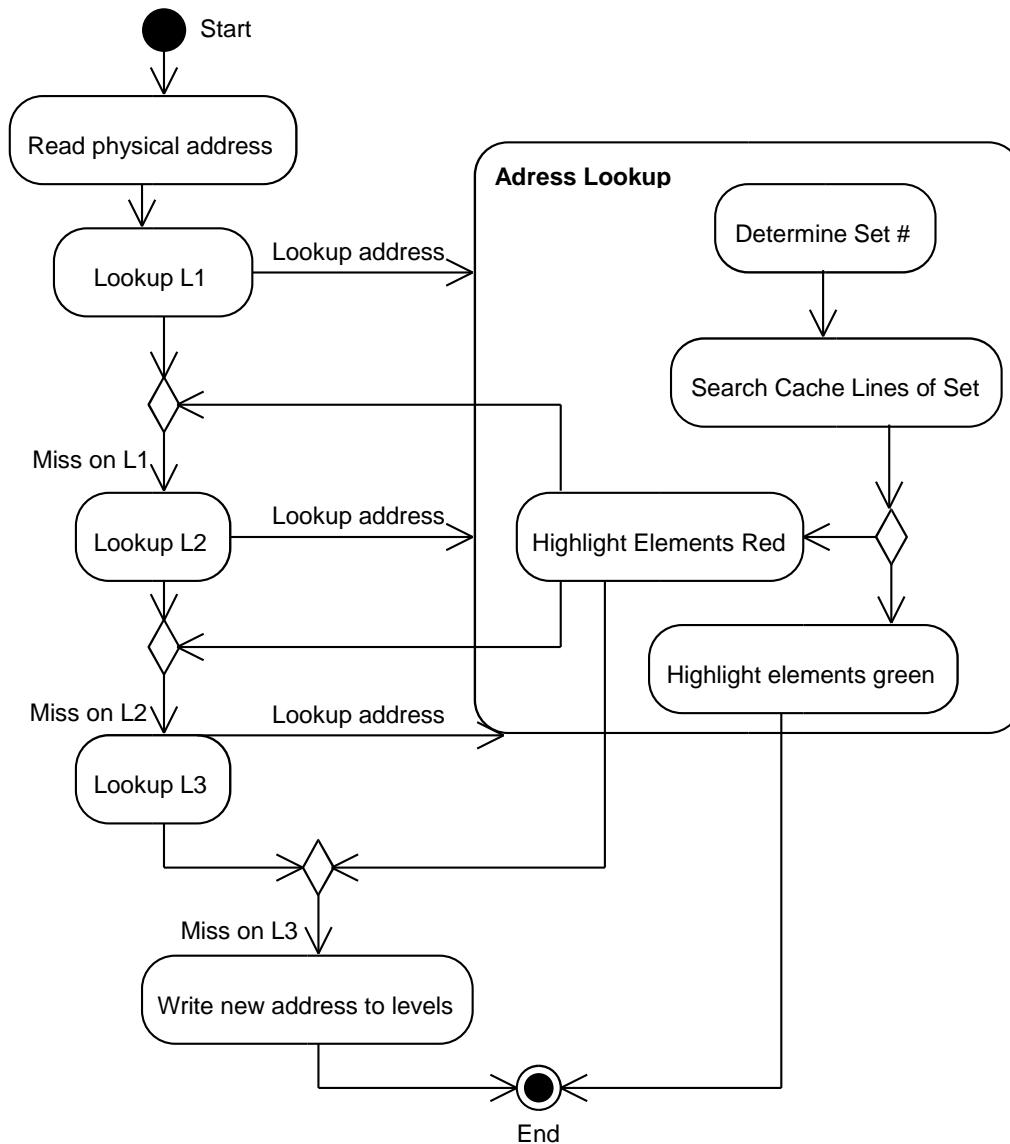 Start
Read physical address
Adress Lookup
Determine Set #
Lookup address
Lookup L1
Search Cache Lines of Set
Miss on L1
Lookup address
Lookup L2
Highlight Elements Red
Highlight elements green
Miss on L2
Lookup address
Lookup L3
Miss on L3
Write new address to levels
End